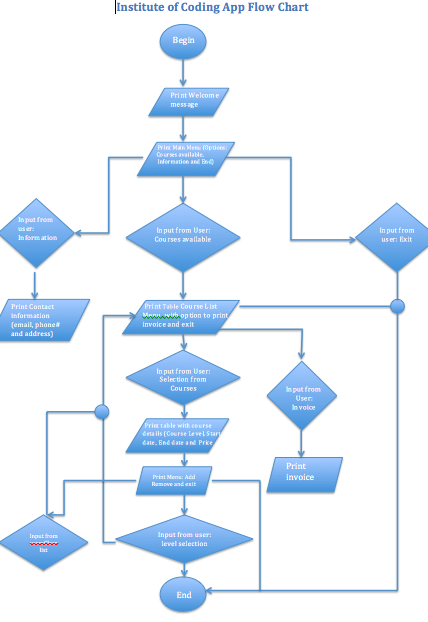 Institute of Coding App Flow Chart
Begin
Print Welcome
message
Print Main Menu (Options:
Courses available,
Information and End)
Input from
user:
Information
Input from User:
Courses available
Input from
user: Exit
Print Contact
information
(email, phone#
and address)
Print Table Course List
Menu with option to print
invoice and exit
Input from User:
Selection from
Courses
Input from
User:
Invoice
Print table with course
details (Course Level, Start
date, End date and Price
Print
invoice
Print Menu: Add
Remove and exit
Input from
Input from user:
level selection
End